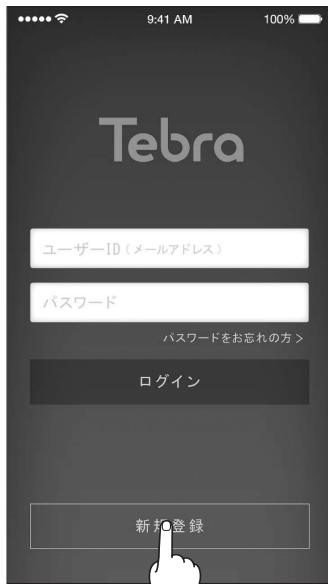 9:41 AM 100%
Tebra
ユーザーID（メールアドレス）
パスワード
パスワードをお忘れの方 >
ログイン
新規登録